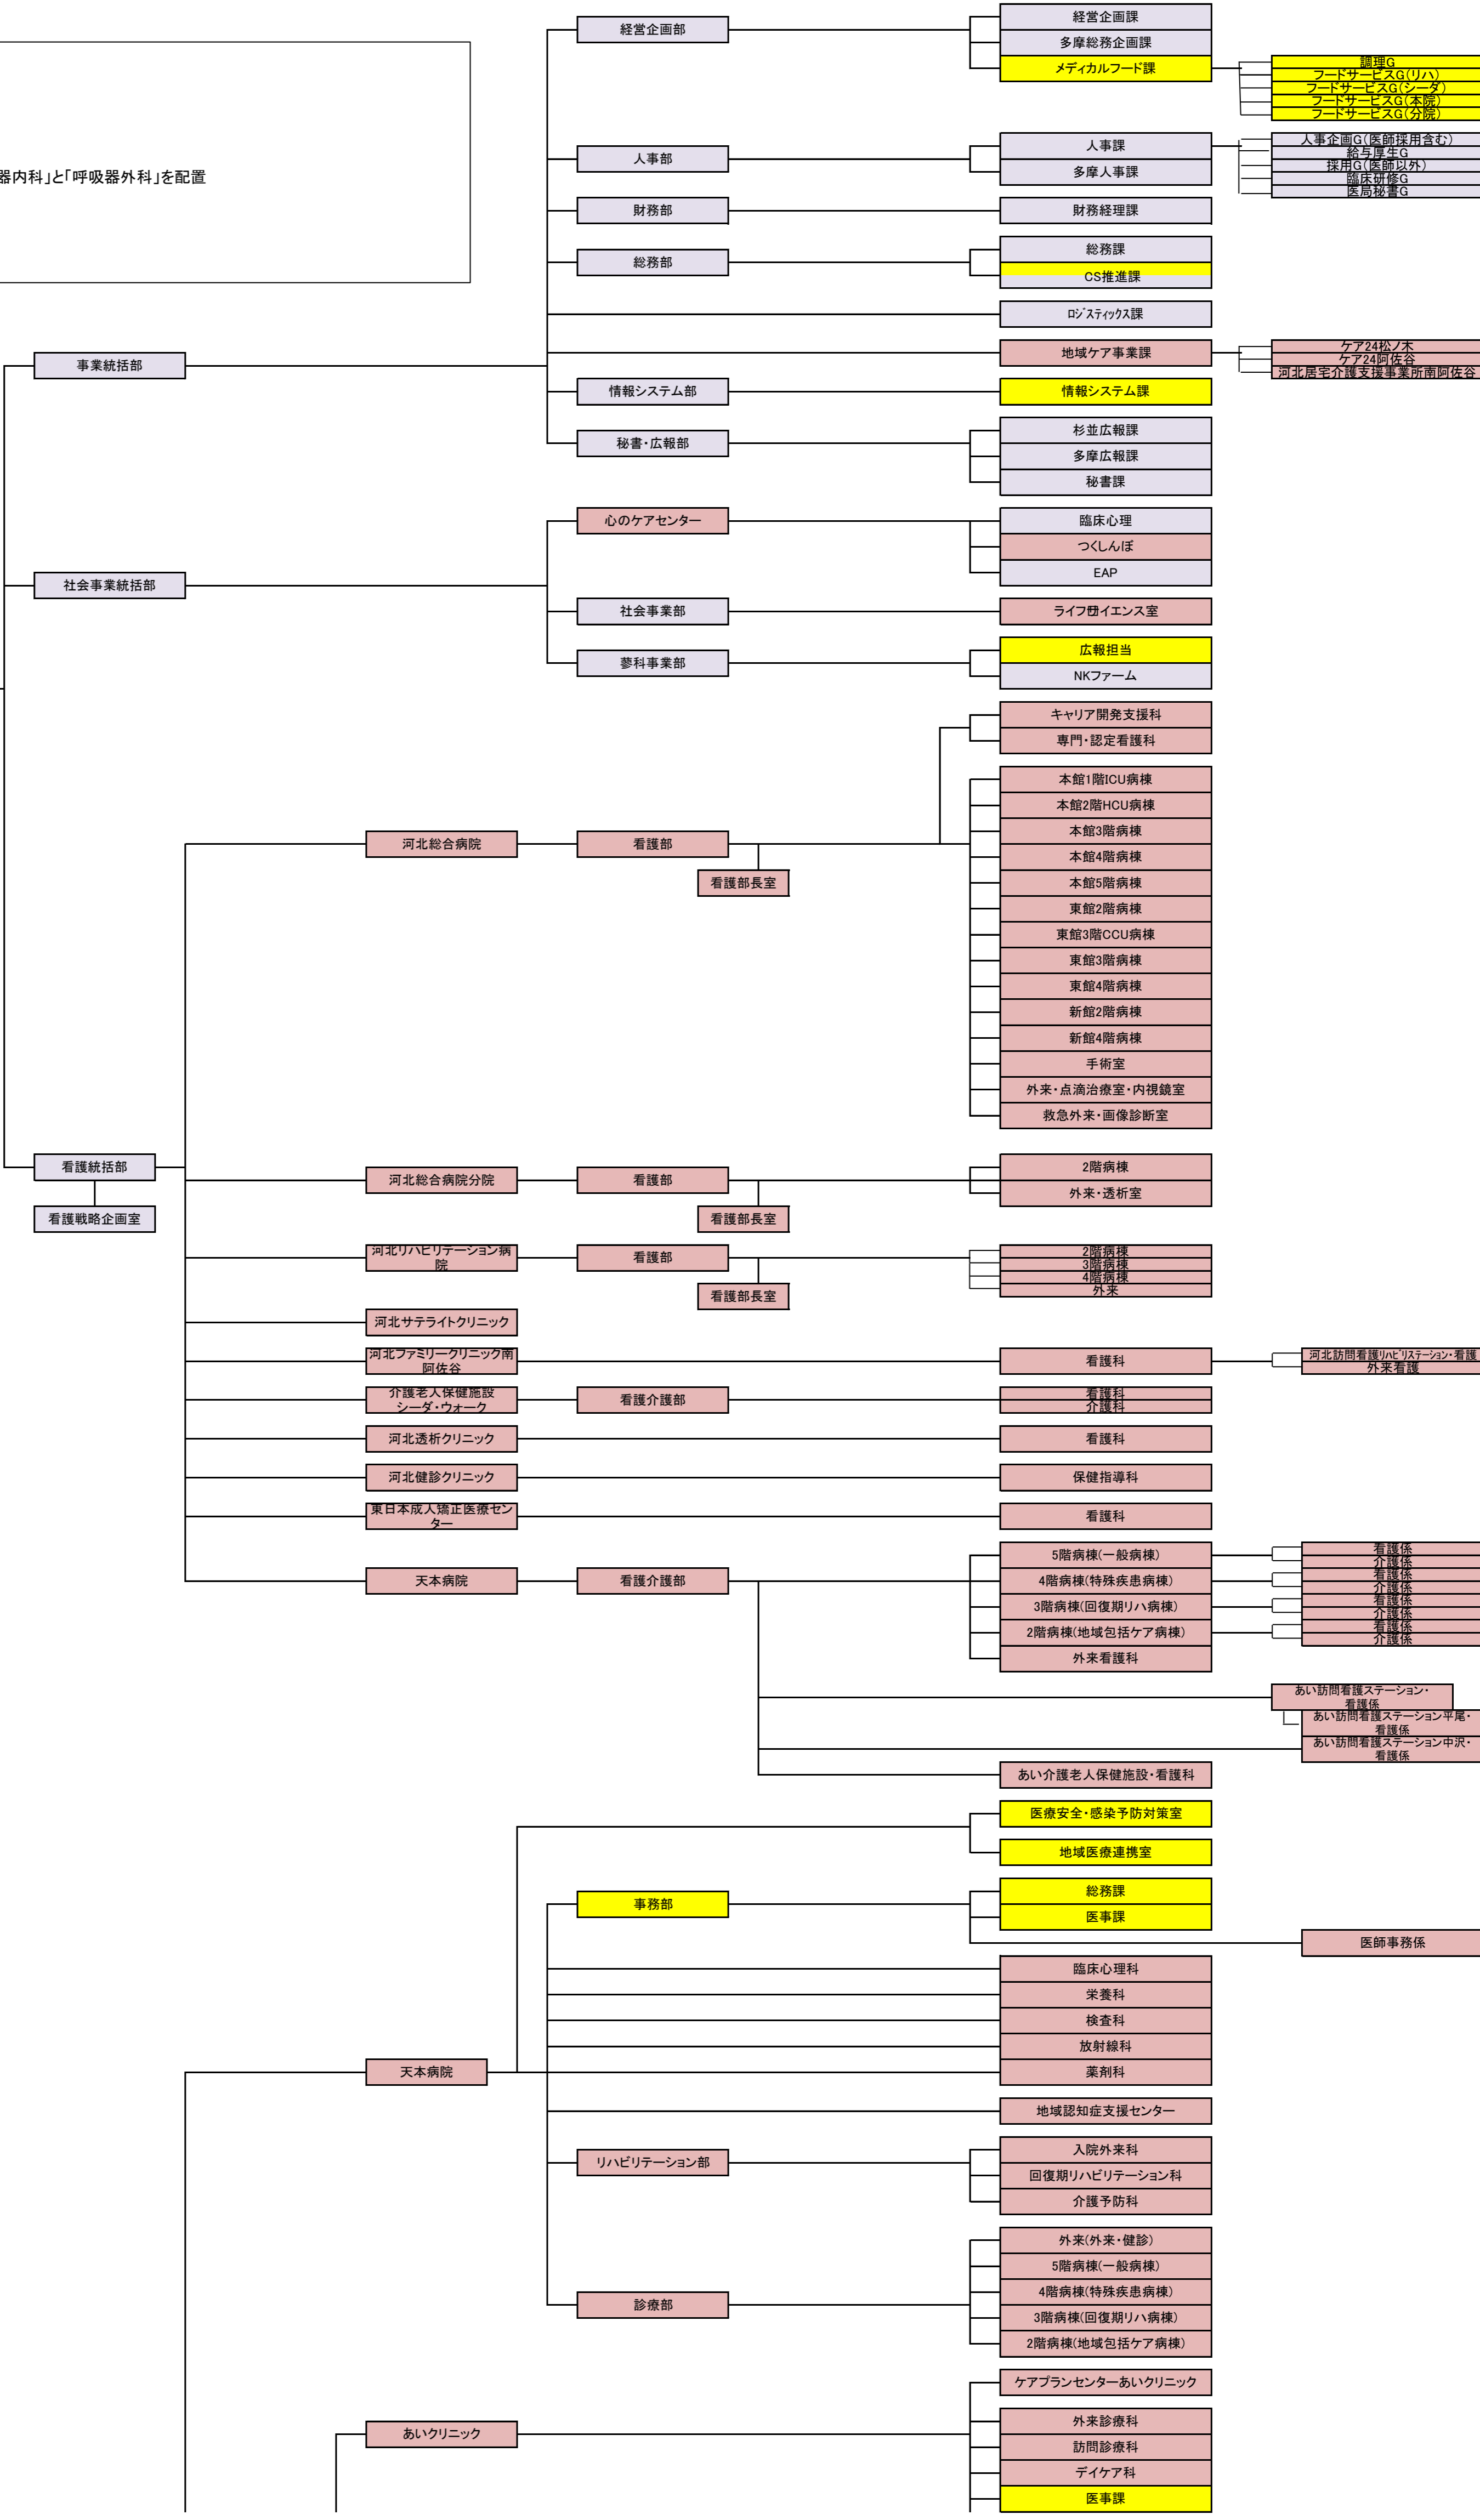 経営企画課
経営企画部
多摩総務企画課
メディカルフード課
調理G
フードサービスG(リハ)
フードサービスG(シーダ)
フードサービスG(本院)
フードサービスG(分院)
人事課
人事企画G(医師採用含む)
人事部
給与厚生G
多摩人事課
採用G(医師以外)
臨床研修G
医局秘書G
器内科」と「呼吸器外科」を配置
財務部
財務経理課
総務課
総務部
CS推進課
ロジスティックス課
事業統括部
地域ケア事業課
ケア24松ノ木
ケア24阿佐谷
河北居宅介護支援事業所南阿佐谷
情報システム部
情報システム課
杉並広報課
秘書・広報部
多摩広報課
秘書課
心のケアセンター
臨床心理
つくしんぼ
社会事業統括部
EAP
社会事業部
ライフ
イエンス室
広報担当
蓼科事業部
NKファーム
キャリア開発支援科
専門・認定看護科
本館1階ICU病棟
本館2階HCU病棟
本館3階病棟
河北総合病院
看護部
本館4階病棟
看護部長室
本館5階病棟
東館2階病棟
東館3階CCU病棟
東館3階病棟
東館4階病棟
新館2階病棟
新館4階病棟
手術室
外来・点滴治療室・内視鏡室
救急外来・画像診断室
看護統括部
2階病棟
河北総合病院分院
看護部
外来・透析室
看護戦略企画室
看護部長室
河北リハビリテーション病
院
看護部
2階病棟
3階病棟
4階病棟
外来
看護部長室
河北サテライトクリニック
河北ファミリークリニック南
阿佐谷
看護科
河北訪問看護リハビリステーション・看護
外来看護
介護老人保健施設
シーダ・ウォーク
看護介護部
看護科
介護科
河北透析クリニック
看護科
河北健診クリニック
保健指導科
東日本成人矯正医療セン
ター
看護科
5階病棟(一般病棟)
看護係
介護係
天本病院
看護介護部
4階病棟(特殊疾患病棟)
看護係
介護係
3階病棟(回復期リハ病棟)
看護係
介護係
2階病棟(地域包括ケア病棟)
看護係
介護係
外来看護科
あい訪問看護ステーション・
看護係
あい訪問看護ステーション平尾・
看護係
あい訪問看護ステーション中沢・
看護係
あい介護老人保健施設・看護科
医療安全・感染予防対策室
地域医療連携室
総務課
事務部
医事課
医師事務係
臨床心理科
栄養科
検査科
放射線科
天本病院
薬剤科
地域認知症支援センター
入院外来科
リハビリテーション部
回復期リハビリテーション科
介護予防科
外来(外来・健診)
5階病棟(一般病棟)
4階病棟(特殊疾患病棟)
診療部
3階病棟(回復期リハ病棟)
2階病棟(地域包括ケア病棟)
ケアプランセンターあいクリニック
外来診療科
あいクリニック
訪問診療科
デイケア科
医事課